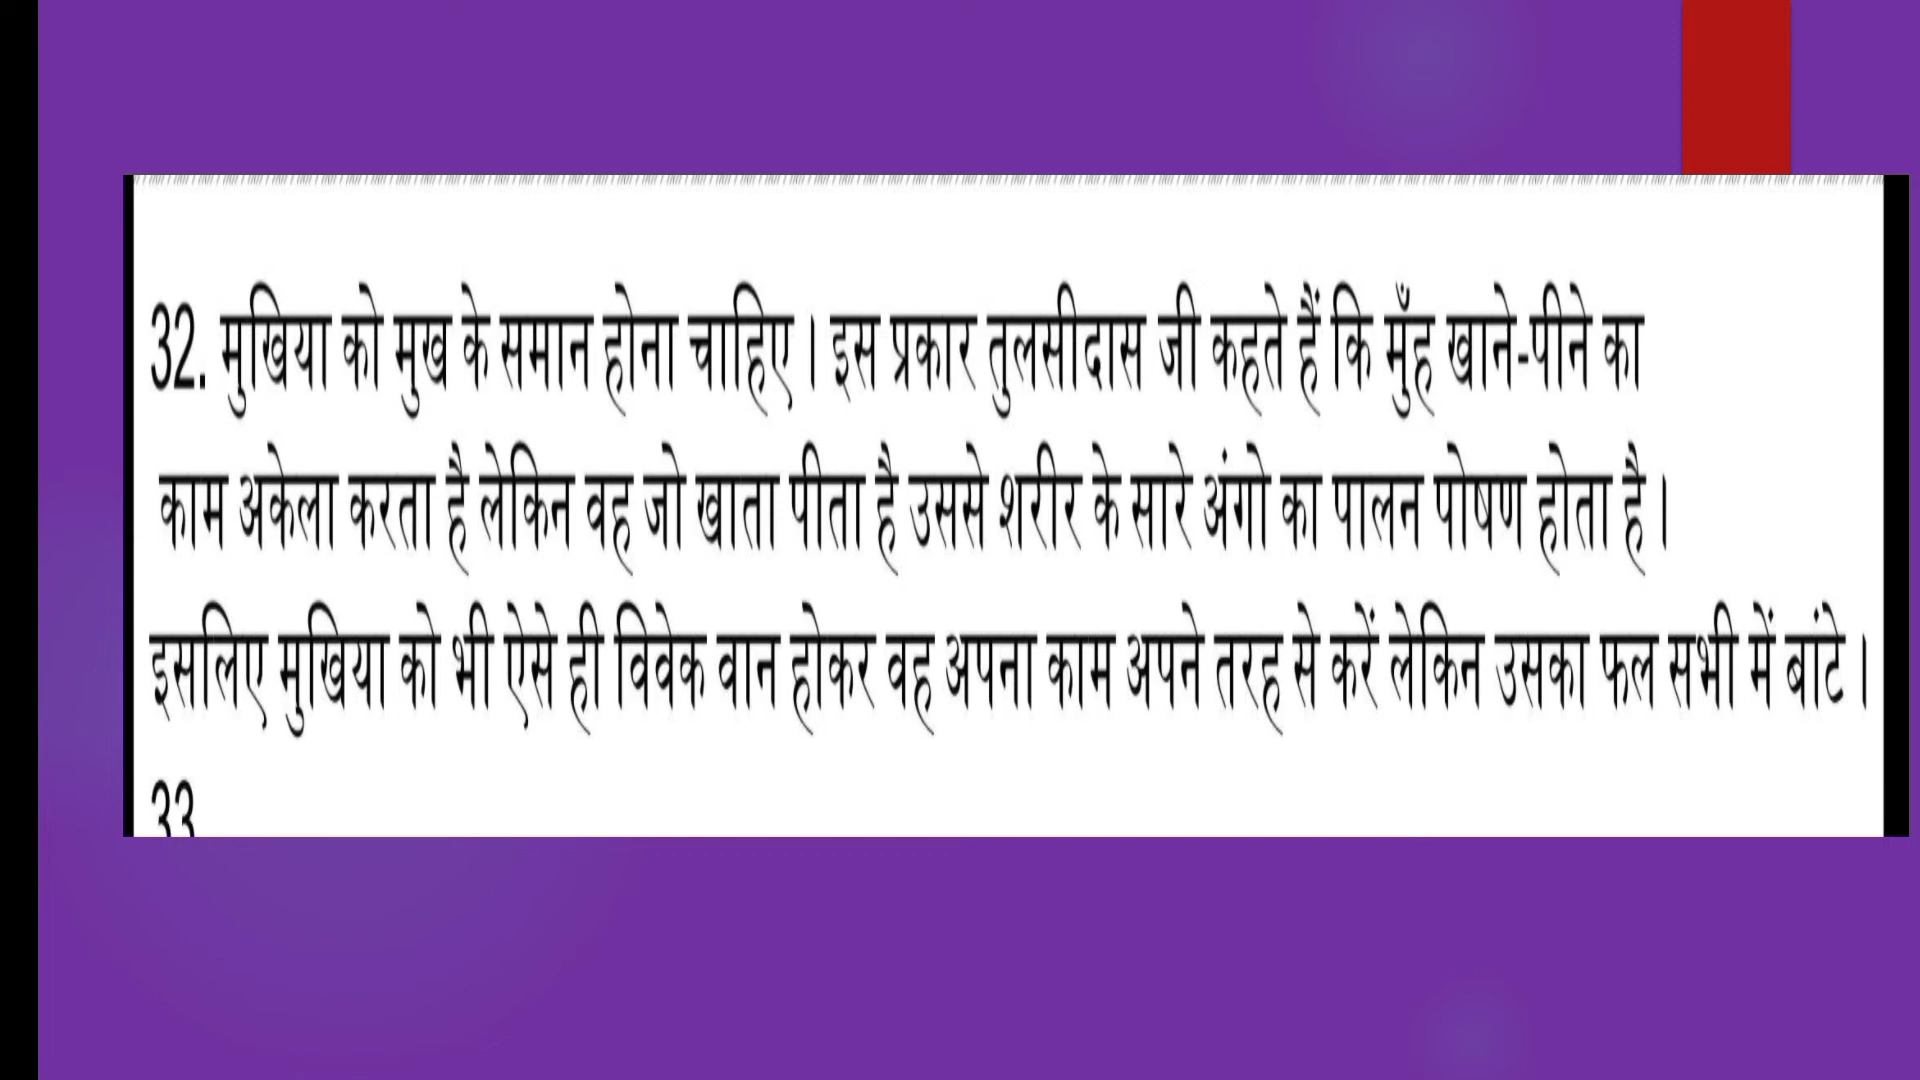 32. मुखिया को मुख के समान होना चाहिए । इस प्रकार तुलसीदास जी कहते हैं कि मुँह खाने-पीने का
काम अकेला करता है लेकिन वह जो खाता पीता है उससे शरीर के सारे अंगो का पालन पोषण होता है ।
इसलिए मुखिया को भी ऐसे ही विवेक वान होकर वह अपना काम अपने तरह से करें लेकिन उसका फल सभी में बांटे ।
33